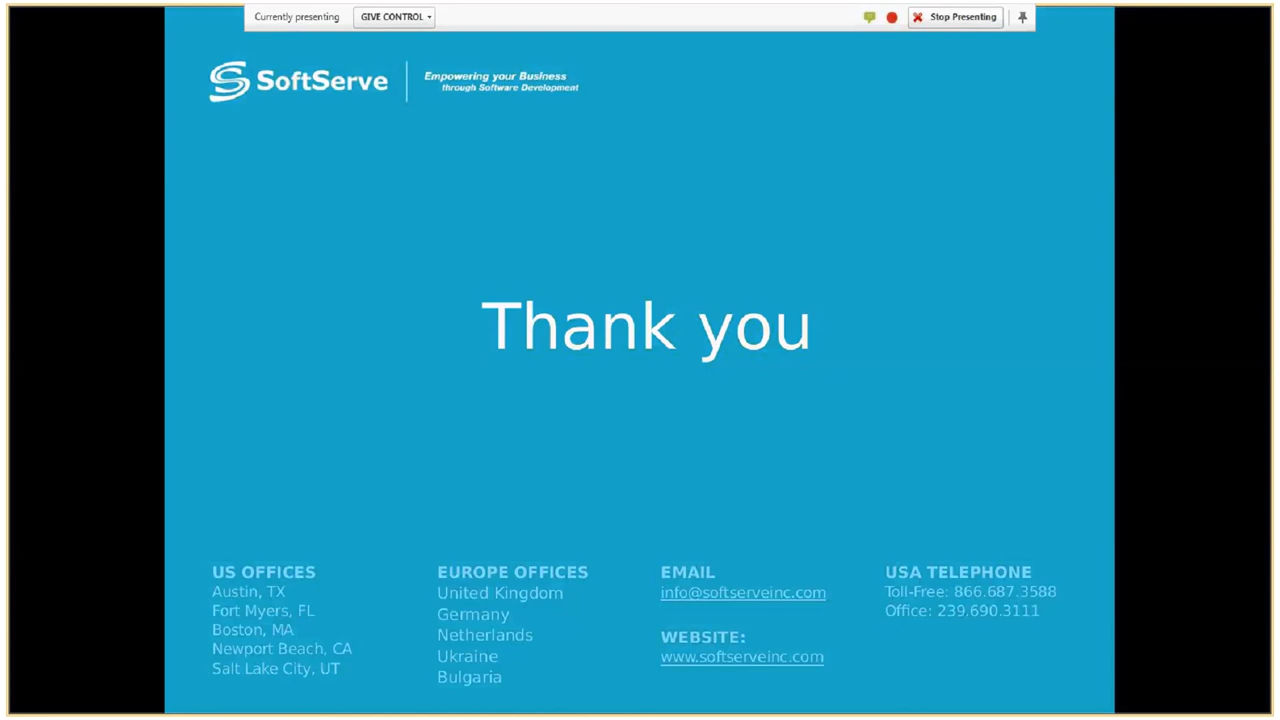 Currently presenting GIVE CONTROL Stop Presenting
SoftServe
Empowering your Business
through Software Development
Thank you
US OFFICES
Austin, TX
Fort Myers, FL
Boston, MA
Newport Beach, CA
Salt Lake City, UT
EUROPE OFFICES
United Kingdom
Germany
Netherlands
Ukraine
Bulgaria
EMAIL
info@softserveinc.com
WEBSITE:
www.softserveinc.com
USA TELEPHONE
Toll-Free: 866.687.3588
Office: 239.690.3111